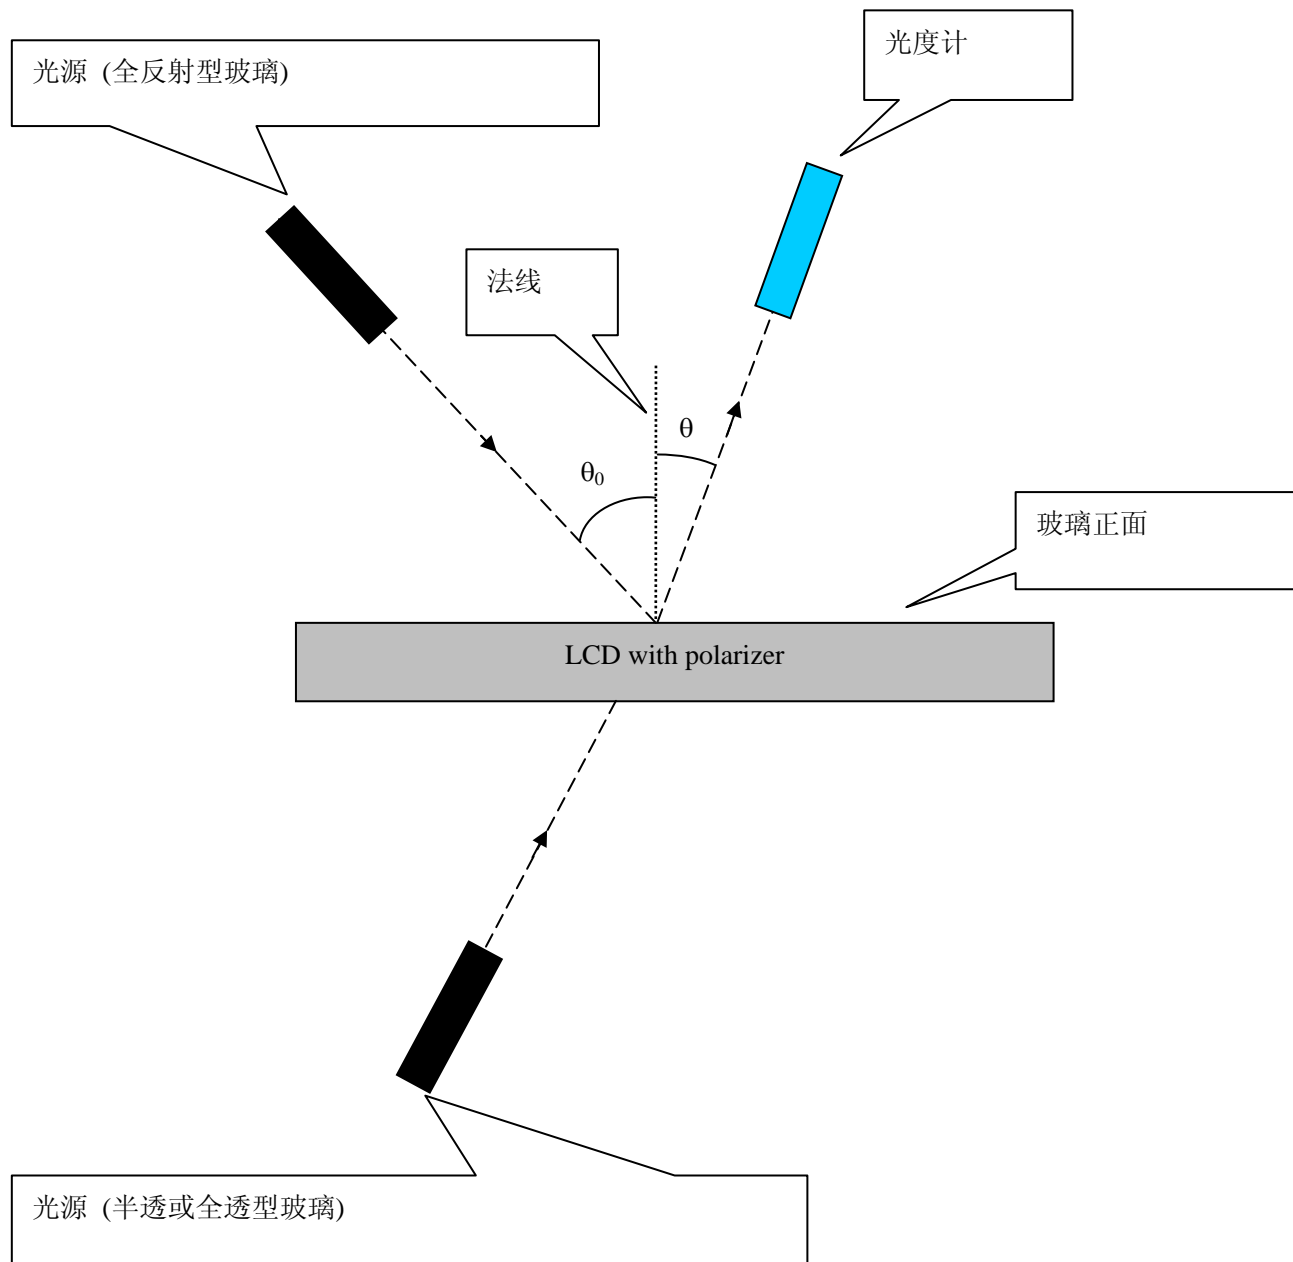 光度计
光源 (全反射型玻璃)
法线
θ
θ₀
玻璃正面
LCD with polarizer
光源 (半透或全透型玻璃)